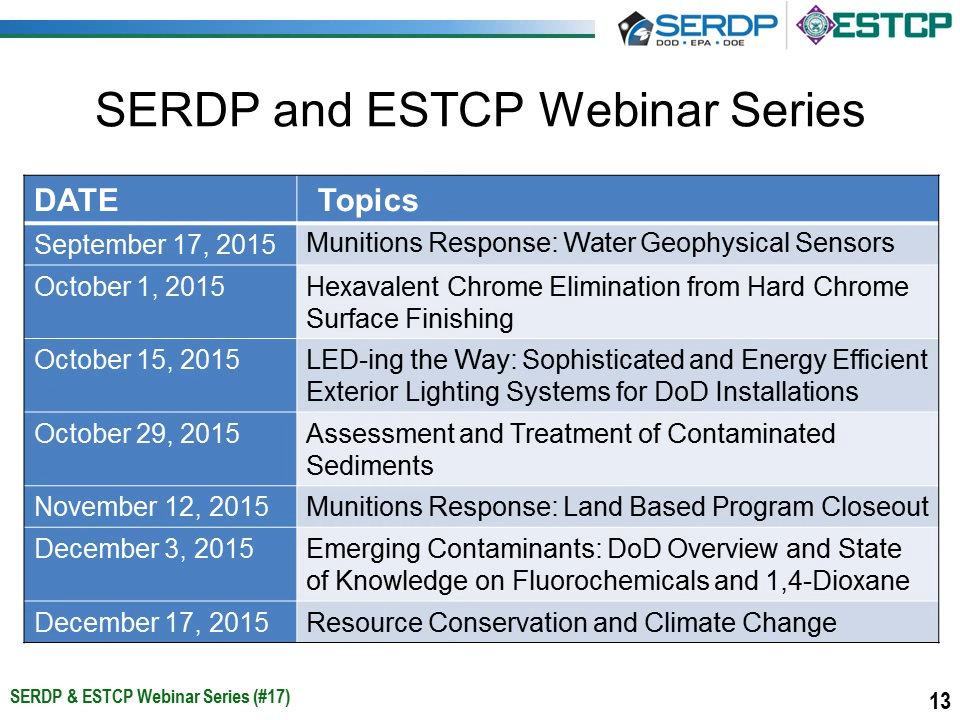 SERDP
DOD • EPA • DOE
ESTCP
SERDP and ESTCP Webinar Series
DATE
Topics
September 17, 2015
Munitions Response: Water Geophysical Sensors
October 1, 2015
Hexavalent Chrome Elimination from Hard Chrome
Surface Finishing
October 15, 2015
LED-ing the Way: Sophisticated and Energy Efficient
Exterior Lighting Systems for DoD Installations
October 29, 2015
Assessment and Treatment of Contaminated
Sediments
November 12, 2015
Munitions Response: Land Based Program Closeout
December 3, 2015
Emerging Contaminants: DoD Overview and State
of Knowledge on Fluorochemicals and 1,4-Dioxane
December 17, 2015
Resource Conservation and Climate Change
SERDP & ESTCP Webinar Series (#17)
13